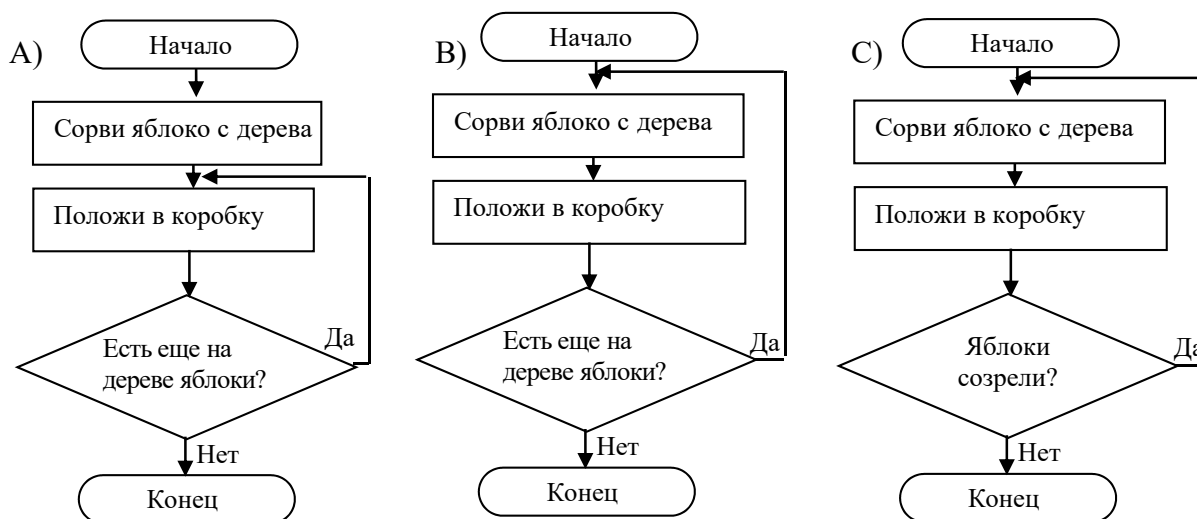 A)
Начало
Сорви яблоко с дерева
Положи в коробку
Есть еще на
дереве яблоки?
Да
Нет
Конец
B)
Начало
Сорви яблоко с дерева
Положи в коробку
Есть еще на
дереве яблоки?
Да
Нет
Конец
C)
Начало
Сорви яблоко с дерева
Положи в коробку
Яблоки
созрели?
Да
Нет
Конец